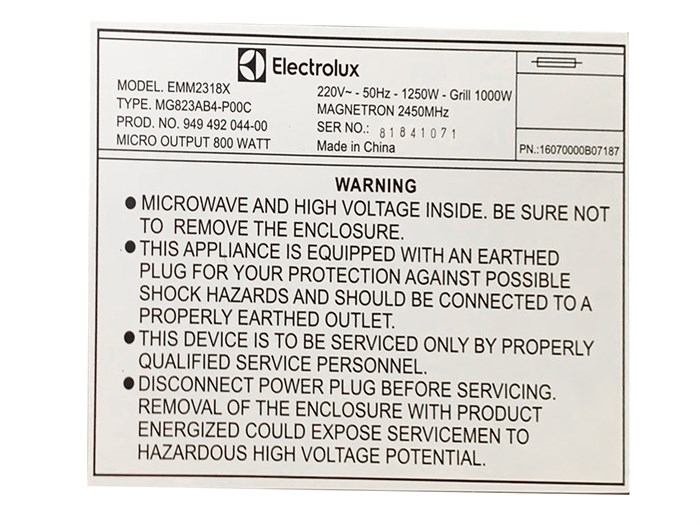 Electrolux
MODEL. EMM2318X
TYPE. MG823AB4-P00C
PROD. NO. 949 492 044-00
MICRO OUTPUT 800 WATT
220V~ - 50Hz - 1250W - Grill 1000W
MAGNETRON 2450MHz
SER NO.: 81841071
Made in China
PN.:16070000B07187
WARNING
● MICROWAVE AND HIGH VOLTAGE INSIDE. BE SURE NOT
TO REMOVE THE ENCLOSURE.
● THIS APPLIANCE IS EQUIPPED WITH AN EARTHED
PLUG FOR YOUR PROTECTION AGAINST POSSIBLE
SHOCK HAZARDS AND SHOULD BE CONNECTED TO A
PROPERLY EARTHED OUTLET.
● THIS DEVICE IS TO BE SERVICED ONLY BY PROPERLY
QUALIFIED SERVICE PERSONNEL.
● DISCONNECT POWER PLUG BEFORE SERVICING.
REMOVAL OF THE ENCLOSURE WITH PRODUCT
ENERGIZED COULD EXPOSE SERVICEMEN TO
HAZARDOUS HIGH VOLTAGE POTENTIAL.